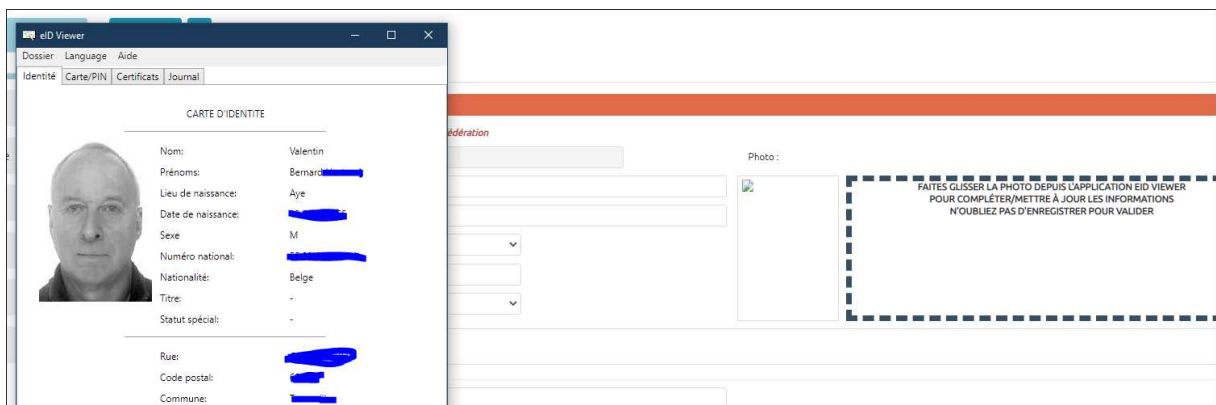 eID Viewer
Dossier Language Aide
Identité Carte/PIN Certificats Journal
CARTE D'IDENTITE
Nom: Valentin
Prénoms: Bernard
Lieu de naissance: Aye
Date de naissance:
Sexe M
Numéro national:
Nationalité: Belge
Titre: -
Statut spécial: -
Rue:
Code postal:
Commune:
édération
Photo :
FAITES GLISSER LA PHOTO DEPUIS L'APPLICATION EID VIEWER
POUR COMPLÉTER/METTRE À JOUR LES INFORMATIONS
N'OUBLIEZ PAS D'ENREGISTRER POUR VALIDER